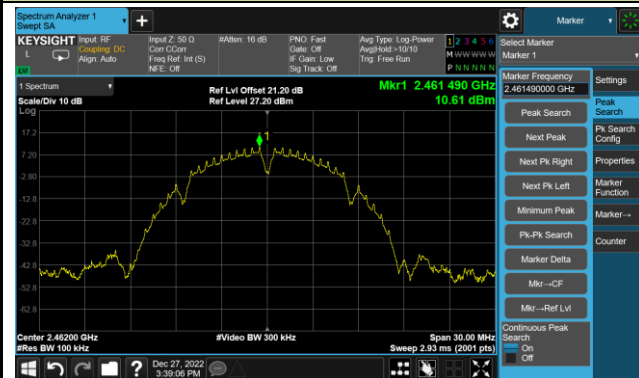 Spectrum Analyzer 1
Swept SA
+
Marker
KEYSIGHT
L
Input: RF
Coupling: DC
Align: Auto
Input Z: 50 Ω
Corr CCorr
Freq Ref: Int (S)
NFE: Off
#Atten: 16 dB
PNO: Fast
Gate: Off
IF Gain: Low
Sig Track: Off
Avg Type: Log-Power
Avg|Hold:>10/10
Trig: Free Run
1 2 3 4 5 6
M W W W W W
P N N N N N
Select Marker
Marker 1
LW
1 Spectrum
Scale/Div 10 dB
Log
Ref Lvl Offset 21.20 dB
Ref Level 27.20 dBm
Mkr1 2.461 490 GHz
10.61 dBm
17.2
7.20
-2.80
-12.8
-22.8
-32.8
-42.8
-52.8
-62.8
1
Center 2.46200 GHz
#Res BW 100 kHz
#Video BW 300 kHz
Span 30.00 MHz
Sweep 2.93 ms (2001 pts)
Marker Frequency
2.461490000 GHz
Peak Search
Next Peak
Next Pk Right
Next Pk Left
Minimum Peak
Pk-Pk Search
Marker Delta
Mkr→CF
Mkr→Ref Lvl
Continuous Peak
Search
On
Off
Settings
Peak
Search
Pk Search
Config
Properties
Marker
Function
Marker→
Counter
?
Dec 27, 2022
3:39:06 PM